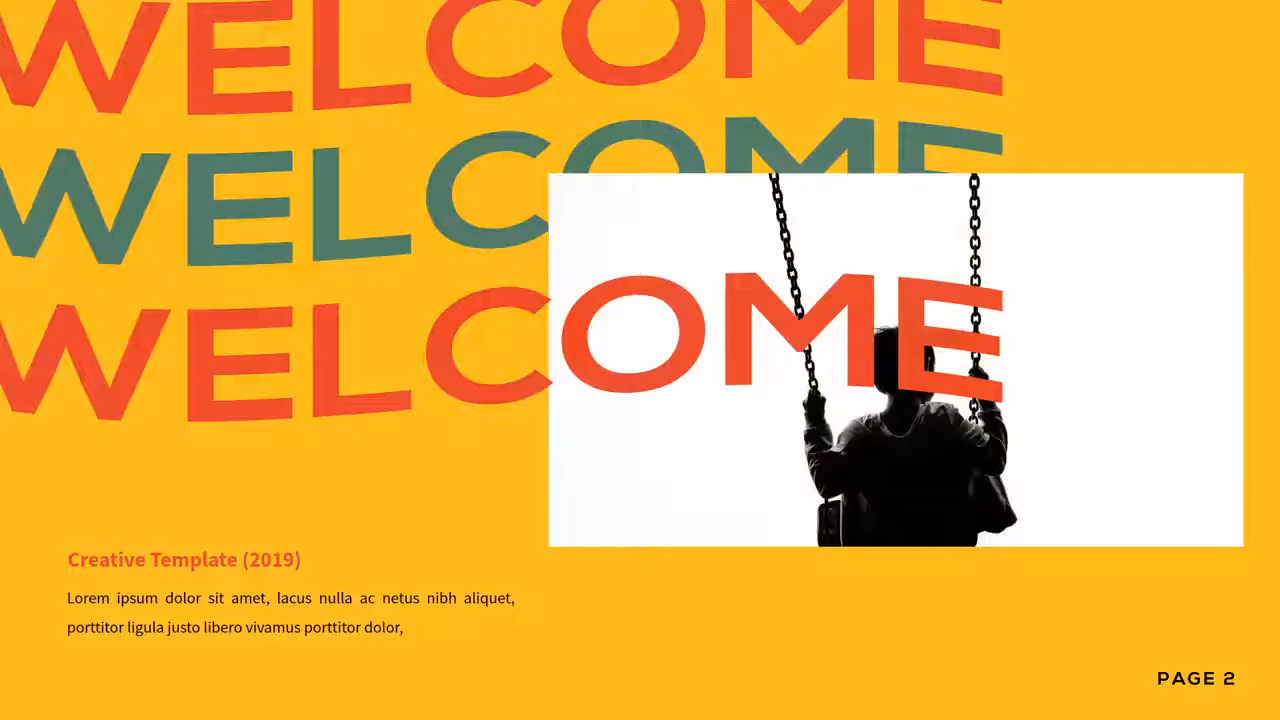 WELCOME
WELCOME
WELCOME
Creative Template (2019)
Lorem ipsum dolor sit amet, lacus nulla ac netus nibh aliquet,
porttitor ligula justo libero vivamus porttitor dolor,
PAGE 2